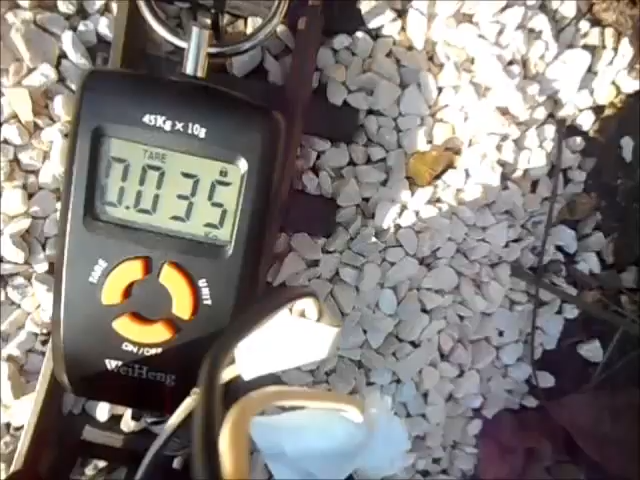 45Kg × 10g
TARE
0.035
TARE
UNIT
ON / OFF
WeiHeng